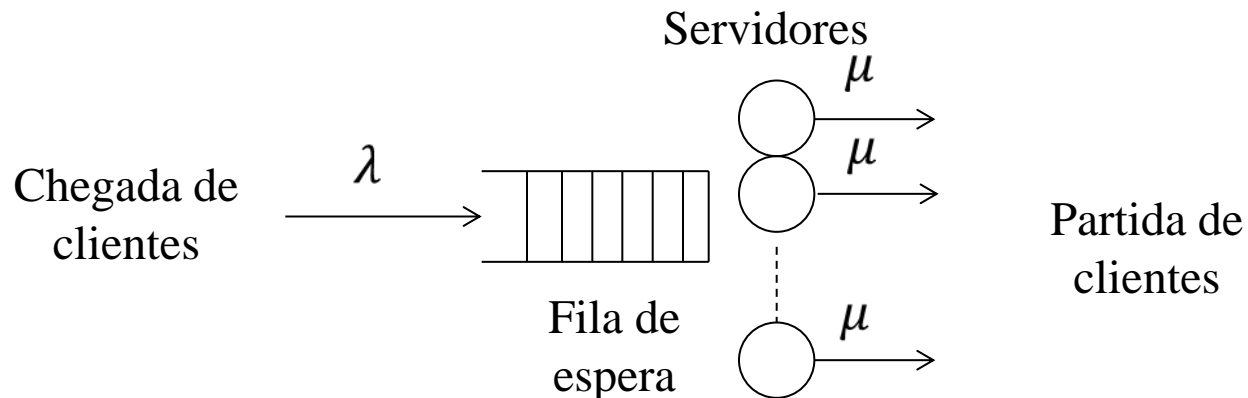 Servidores
μ
μ
λ
Chegada de
clientes
Partida de
clientes
μ
Fila de
espera